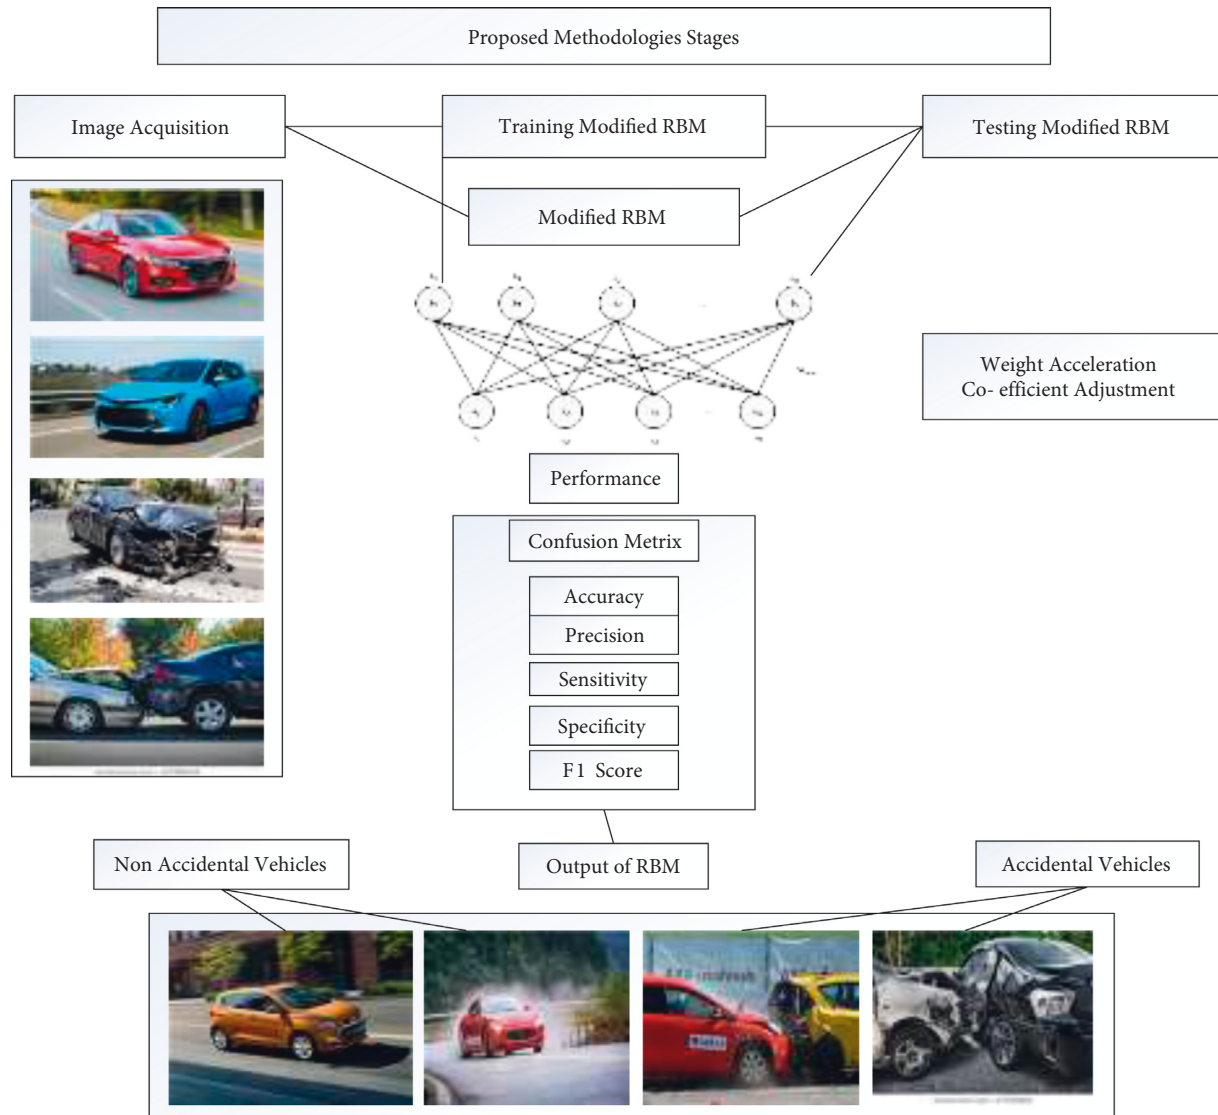 Proposed Methodologies Stages
Image Acquisition
Training Modified RBM
Testing Modified RBM
Modified RBM
Weight Acceleration
Co- efficient Adjustment
Performance
Confusion Metrix
Accuracy
Precision
Sensitivity
Specificity
F1 Score
Non Accidental Vehicles
Output of RBM
Accidental Vehicles